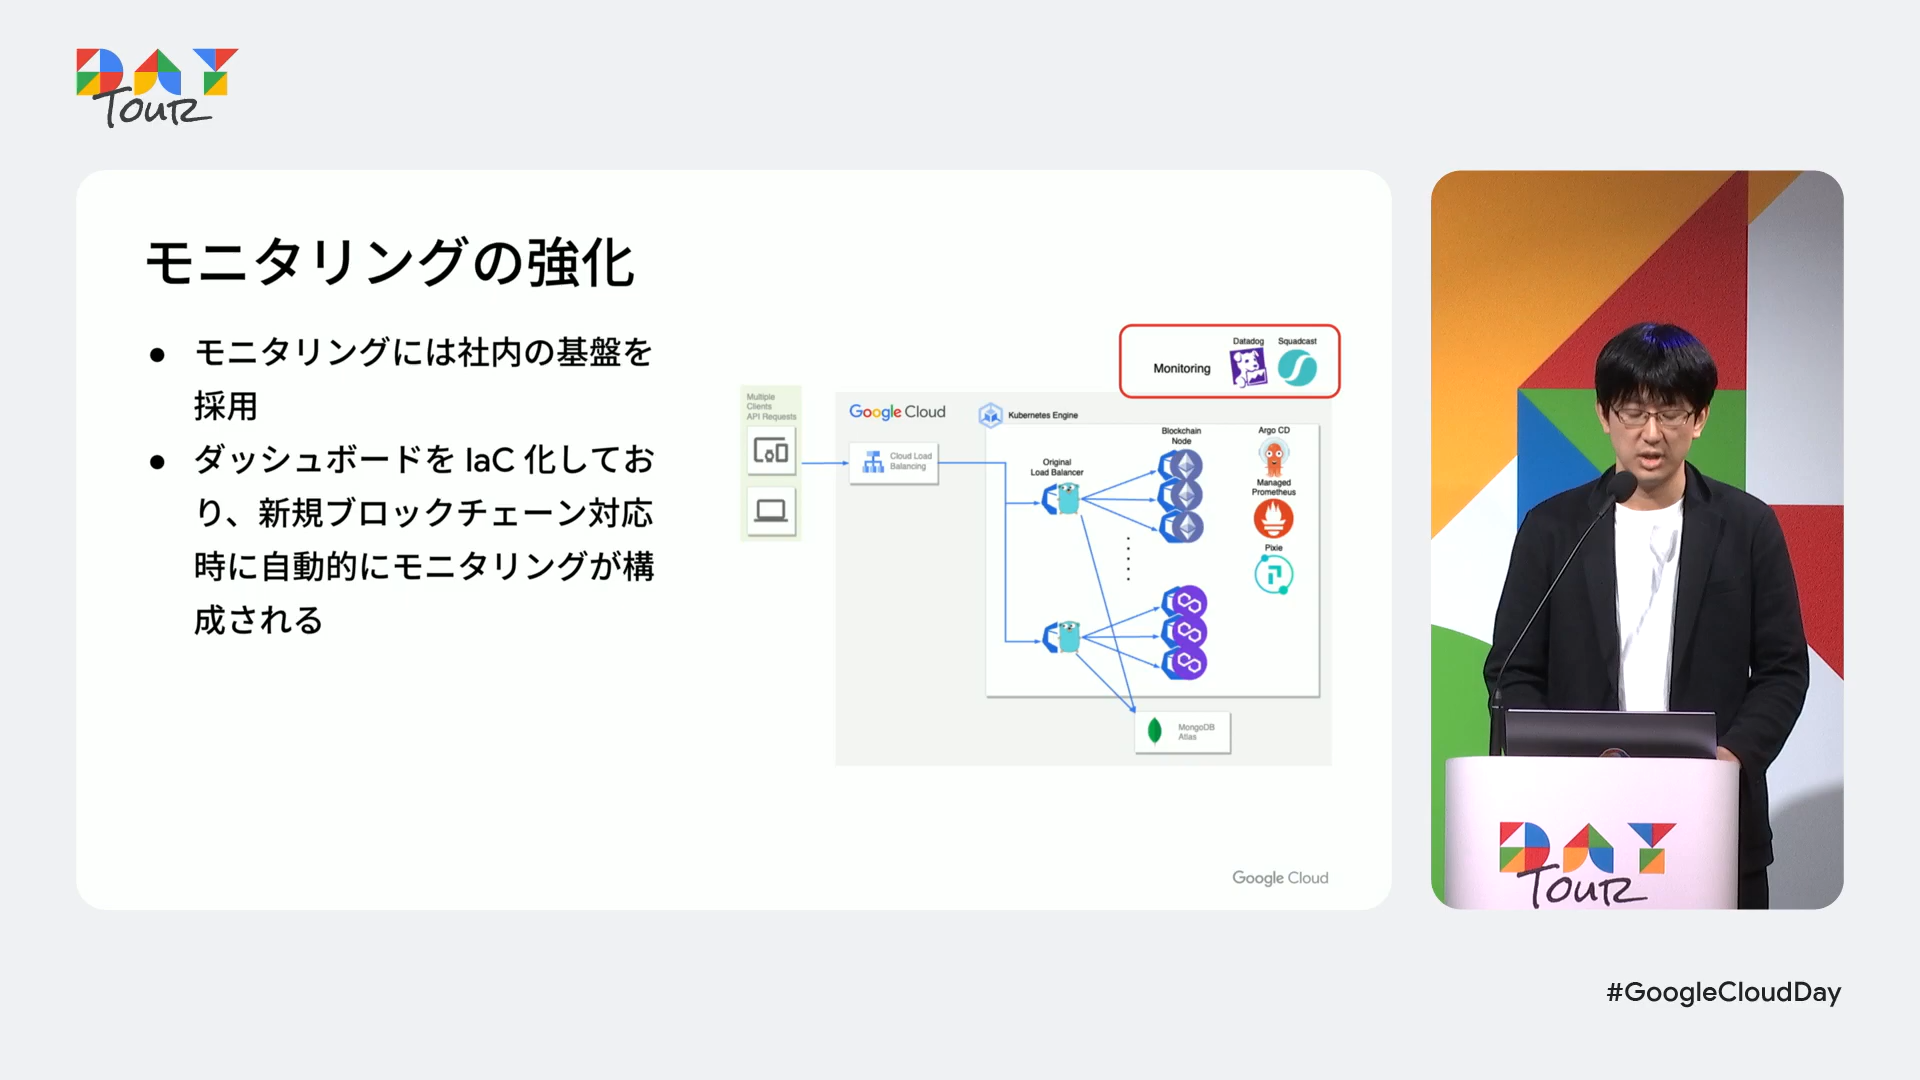 DAY
TOUR
モニタリングの強化
● モニタリングには社内の基盤を
採用
● ダッシュボードを IaC 化してお
り、新規ブロックチェーン対応
時に自動的にモニタリングが構
成される
Monitoring
Datadog
Squadcast
Multiple
Clients
API Requests
Google Cloud
Kubernetes Engine
Cloud Load
Balancing
Original
Load Balancer
Blockchain
Node
Argo CD
Managed
Prometheus
Pixie
MongoDB
Atlas
Google Cloud
DAY
TOUR
#GoogleCloudDay